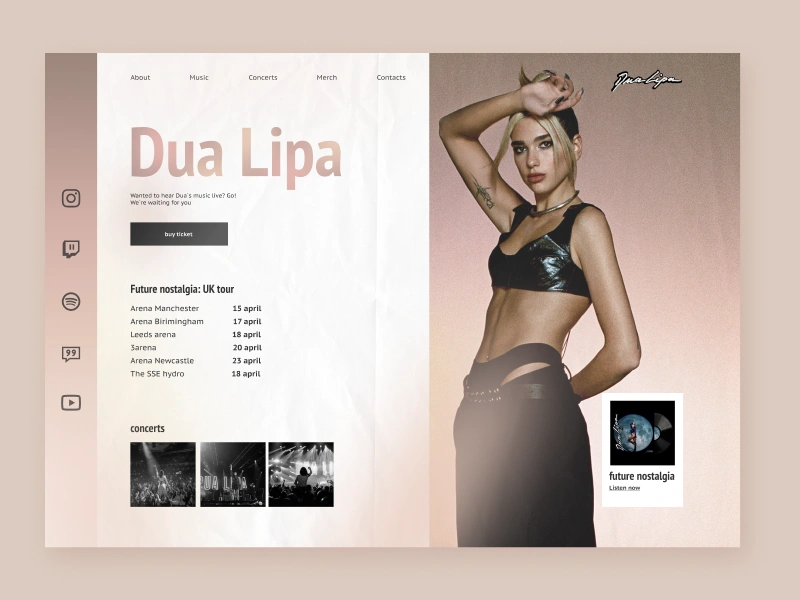 About Music Concerts Merch Contacts
Dua Lipa
Dua Lipa
Wanted to hear Dua`s music live? Go!
We`re waiting for you
buy ticket
Future nostalgia: UK tour
Arena Manchester 15 april
Arena Birimingham 17 april
Leeds arena 18 april
3arena 20 april
Arena Newcastle 23 april
The SSE hydro 18 april
concerts
DUA LIPA
future nostalgia
Listen now